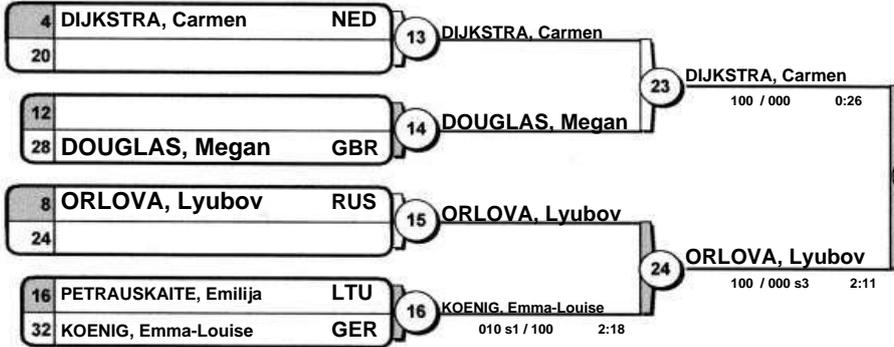 4 DIJKSTRA, Carmen NED
20
13 DIJKSTRA, Carmen
12
28 DOUGLAS, Megan GBR
14 DOUGLAS, Megan
23 DIJKSTRA, Carmen
100 / 000 0:26
8 ORLOVA, Lyubov RUS
24
15 ORLOVA, Lyubov
16 PETRAUSKAITE, Emilija LTU
32 KOENIG, Emma-Louise GER
16 KOENIG, Emma-Louise
010 s1 / 100 2:18
24 ORLOVA, Lyubov
100 / 000 s3 2:11